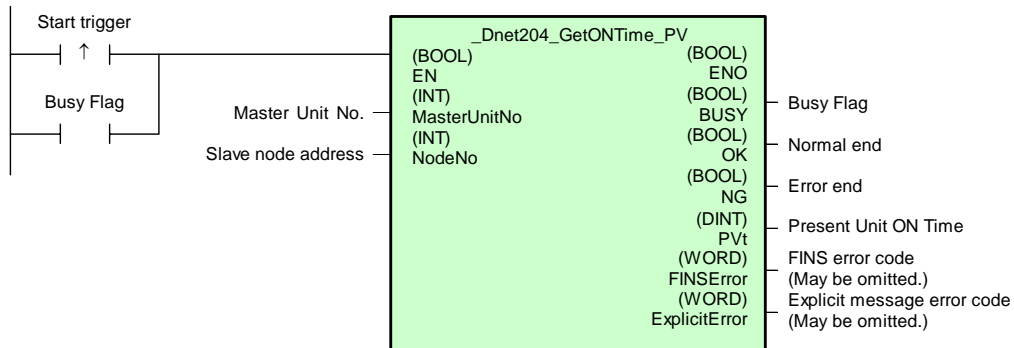 Start trigger
↑
Busy Flag
Master Unit No.
Slave node address
_Dnet204_GetONTime_PV
(BOOL)
EN
(INT)
MasterUnitNo
(INT)
NodeNo
(BOOL)
ENO
(BOOL)
BUSY
(BOOL)
OK
(BOOL)
NG
(DINT)
PVt
(WORD)
FINSError
(WORD)
ExplicitError
Busy Flag
Normal end
Error end
Present Unit ON Time
FINS error code
(May be omitted.)
Explicit message error code
(May be omitted.)